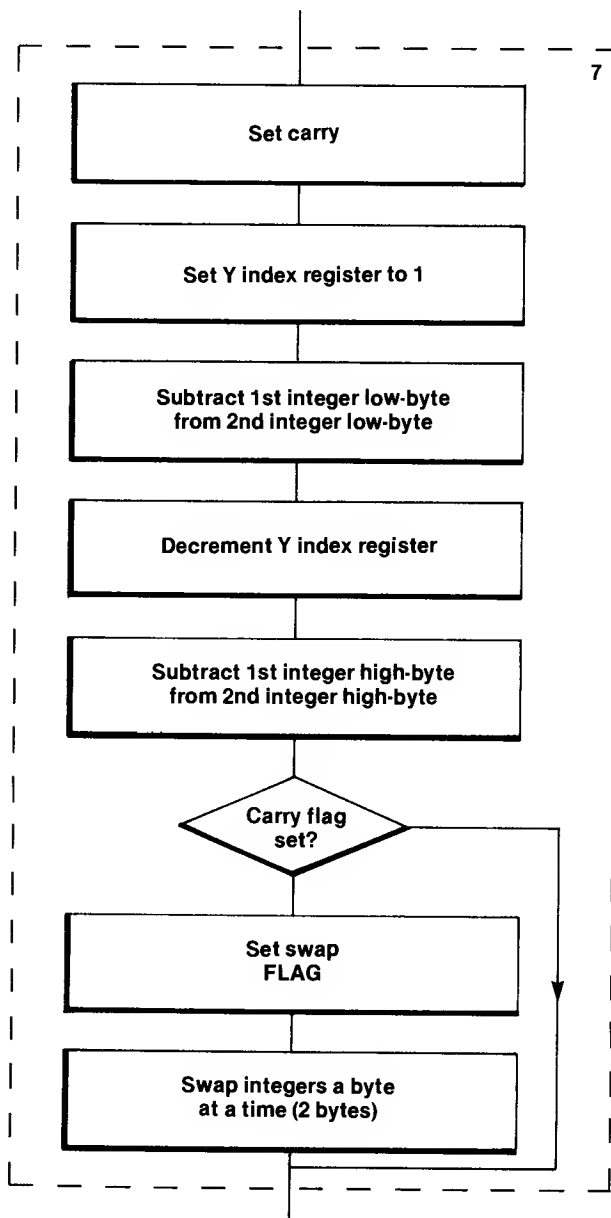 7
Set carry
Set Y index register to 1
Subtract 1st integer low-byte
from 2nd integer low-byte
Decrement Y index register
Subtract 1st integer high-byte
from 2nd integer high-byte
Carry flag
set?
Set swap
FLAG
Swap integers a byte
at a time (2 bytes)